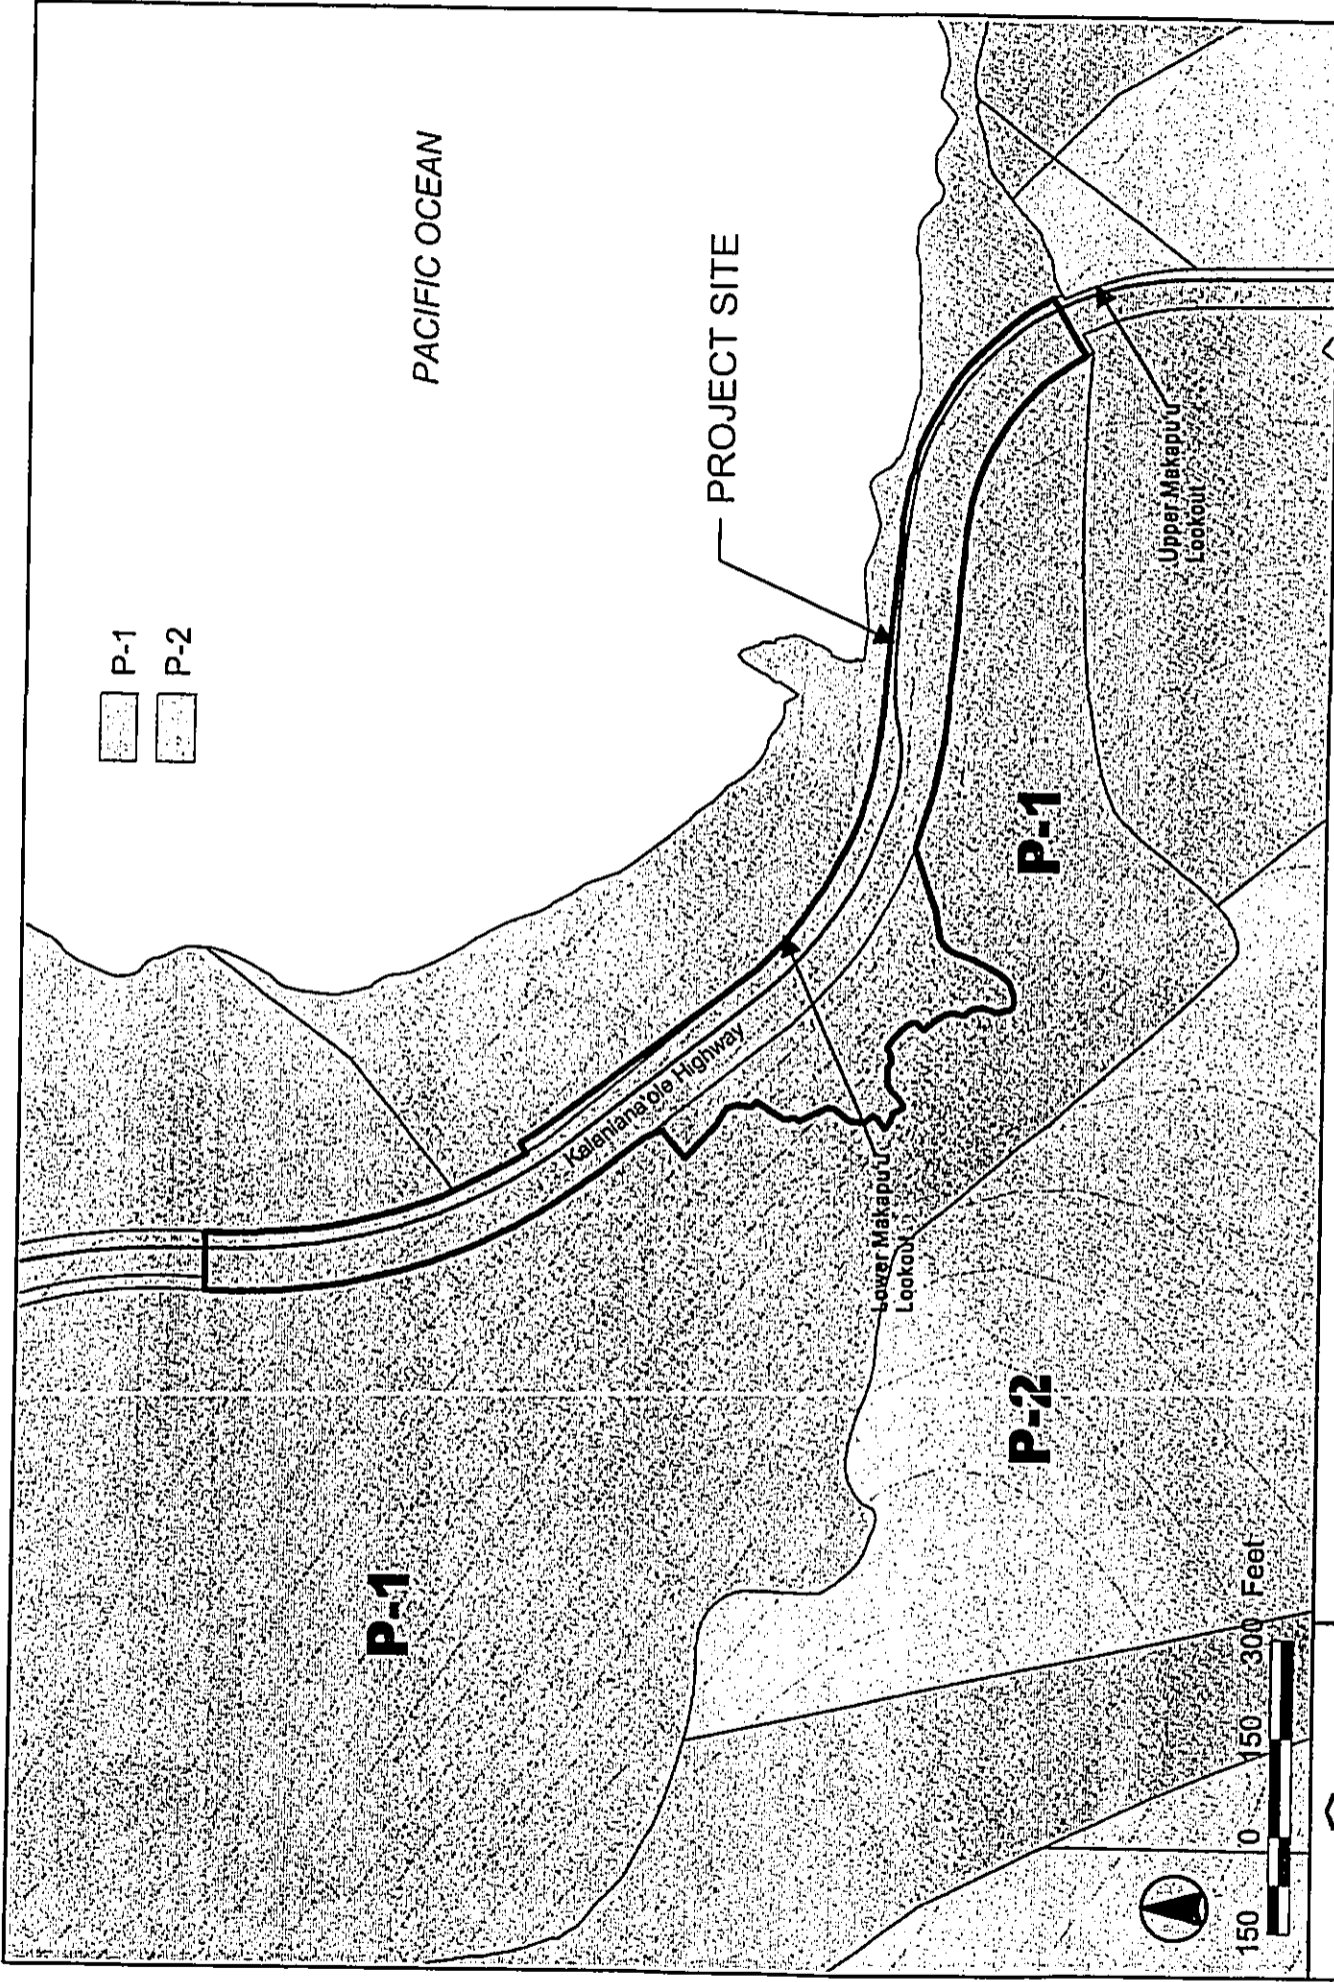 P-1
P-2
PACIFIC OCEAN
PROJECT SITE
Kalaniana'ole Highway
Lower Makapu'u
Lookout
Upper Makapu'u
Lookout
P-1
P-1
P-2
150 0 150 300 Feet